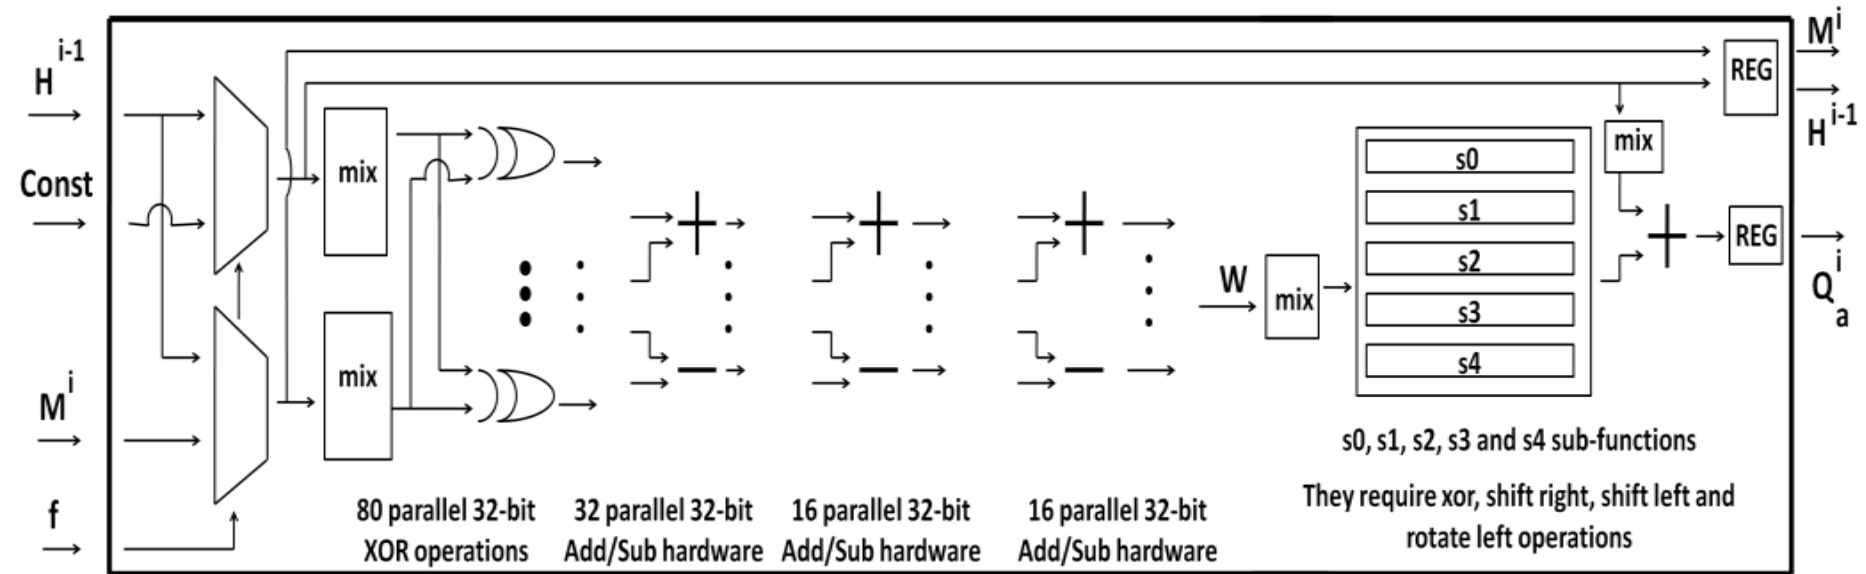 H i-1
Const
M i
f
mix
mix
80 parallel 32-bit
XOR operations
32 parallel 32-bit
Add/Sub hardware
16 parallel 32-bit
Add/Sub hardware
16 parallel 32-bit
Add/Sub hardware
W
mix
s0
s1
s2
s3
s4
s0, s1, s2, s3 and s4 sub-functions
They require xor, shift right, shift left and
rotate left operations
mix
REG
REG
M i
H i-1
Q i a